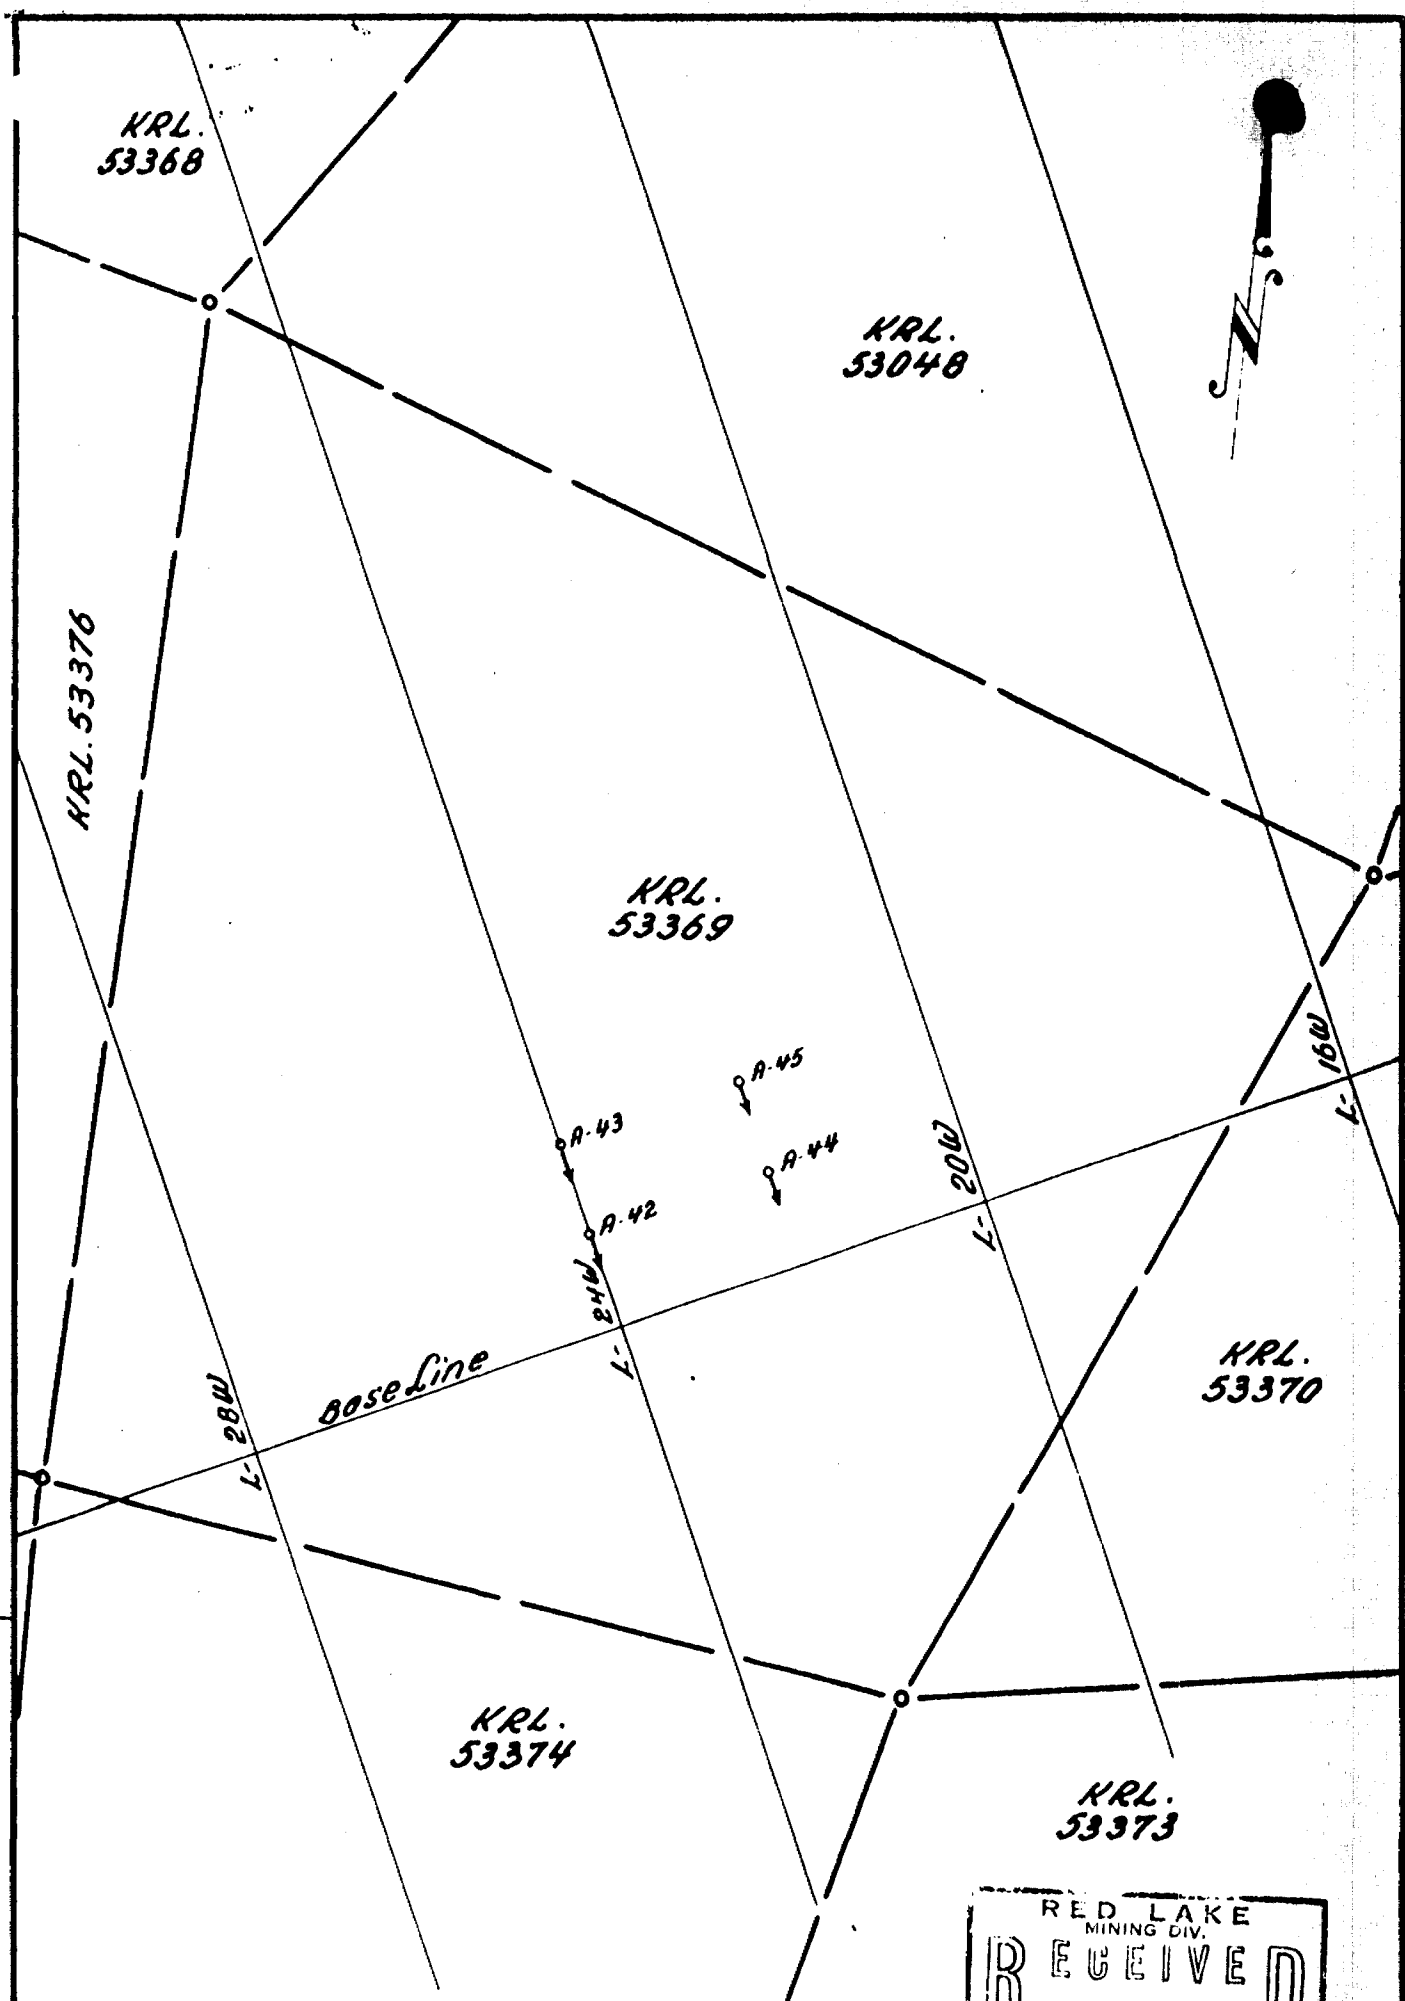 KRL.
53368
KRL.
53048
N
KRL. 53376
KRL.
53369
A-45
A-43
A-44
A-42
L- 16W
L- 20W
L- 24W
L- 28W
Base Line
KRL.
53370
KRL.
53374
KRL.
53373
RED LAKE
MINING DIV.
RECEIVED